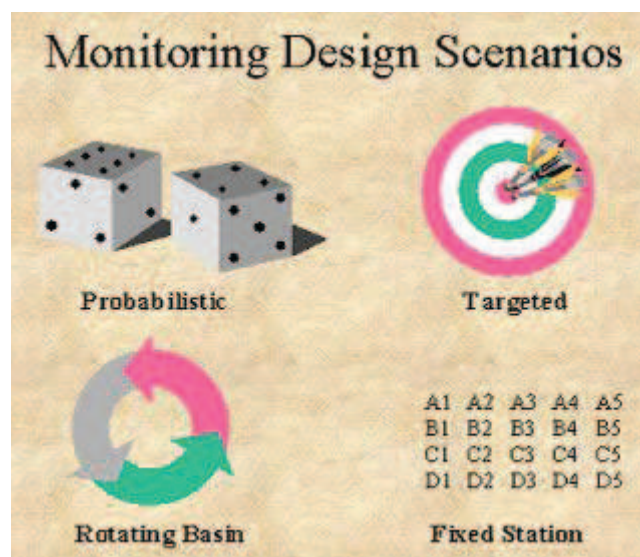 Monitoring Design Scenarios
Probabilistic
Targeted
A1 A2 A3 A4 A5
B1 B2 B3 B4 B5
C1 C2 C3 C4 C5
D1 D2 D3 D4 D5
Rotating Basin
Fixed Station